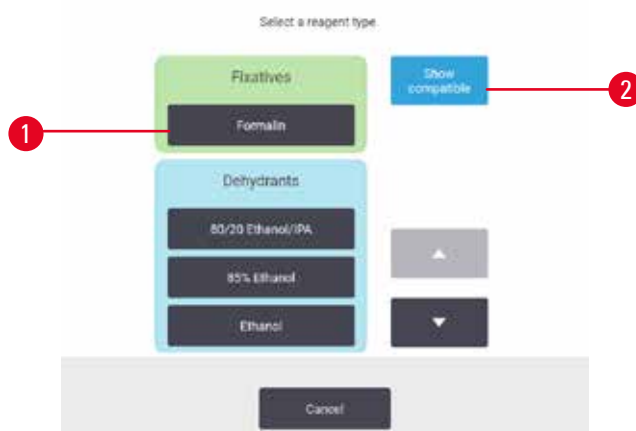 Select a reagent type.
Fixatives
Show
compatible
2
1
Formalin
Dehydrants
80/20 Ethanol/IPA
85% Ethanol
Ethanol
Cancel